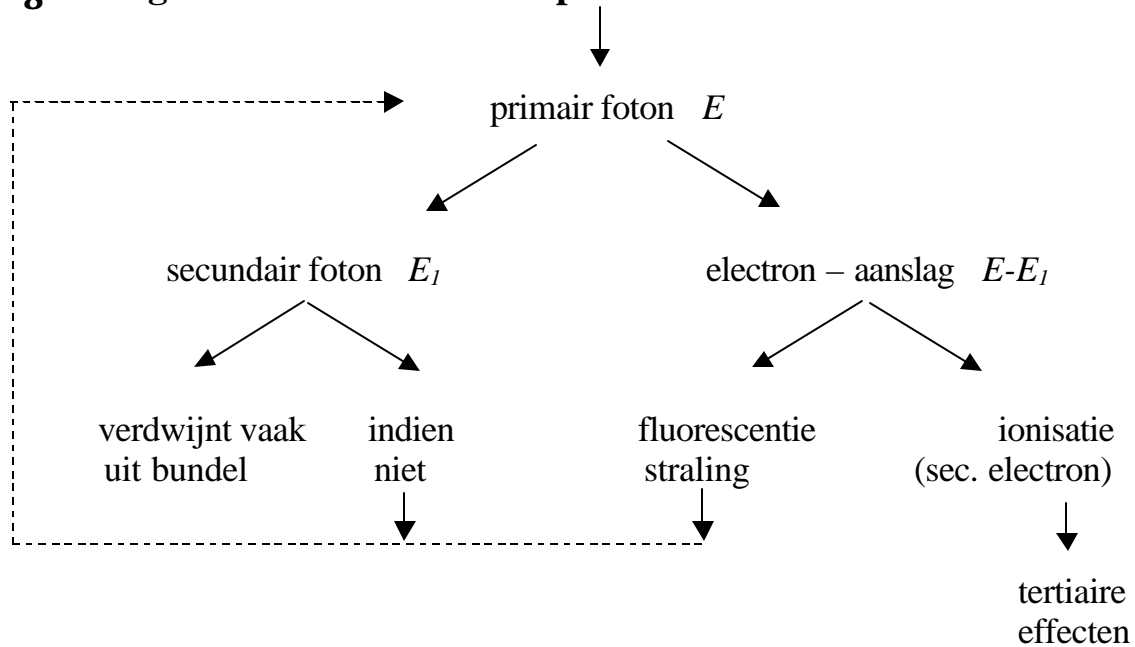 primair foton E
secundair foton E1
electron – aanslag E-E1
verdwijnt vaak
uit bundel
indien
niet
fluorescentie
straling
ionisatie
(sec. electron)
tertiaire
effecten